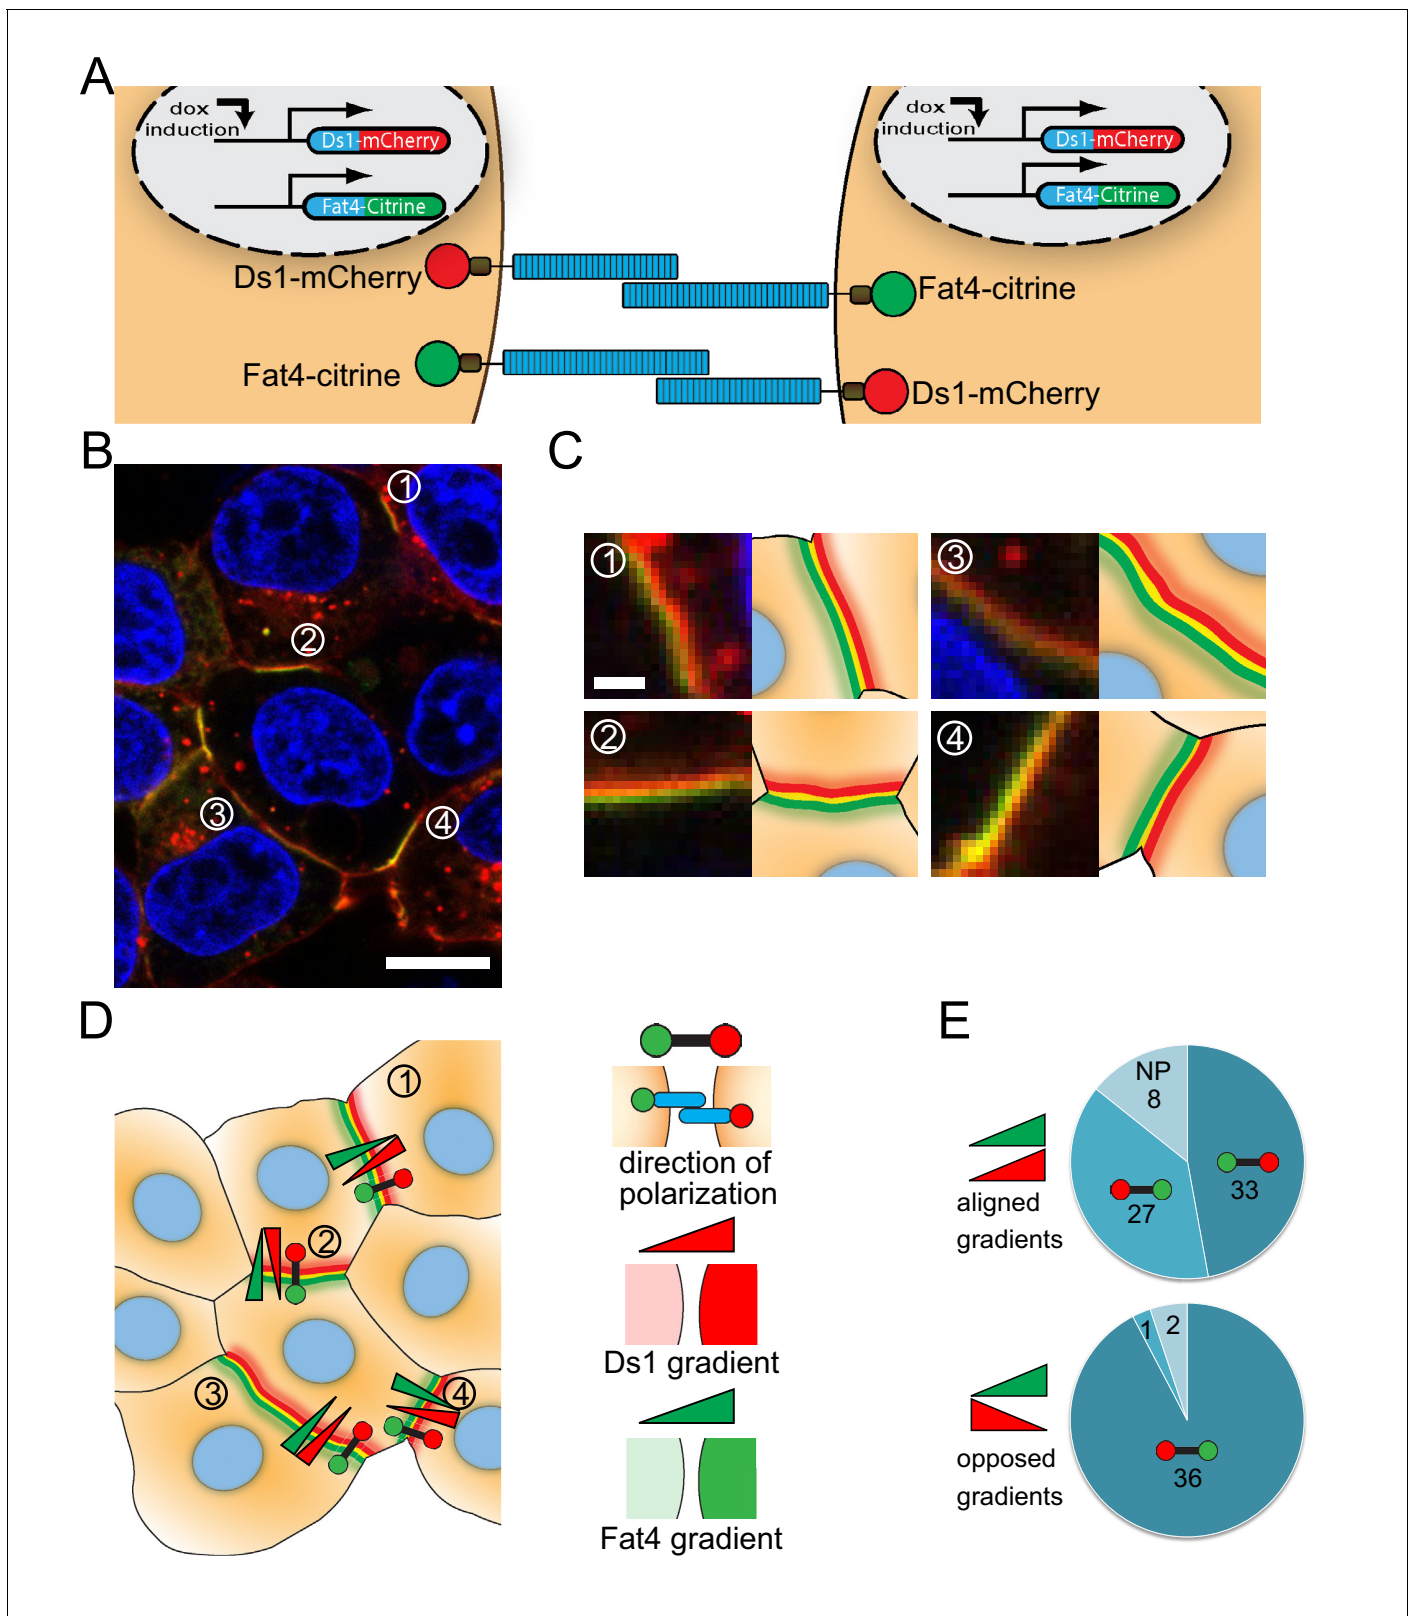 A
dox
induction
Ds1-mCherry
Fat4-Citrine
dox
induction
Ds1-mCherry
Fat4-Citrine
Ds1-mCherry
Fat4-citrine
Fat4-citrine
Ds1-mCherry
B
1
2
3
4
C
1
3
2
4
D
1
2
3
4
direction of
polarization
Ds1 gradient
Fat4 gradient
E
NP
8
33
27
aligned
gradients
1
2
36
opposed
gradients